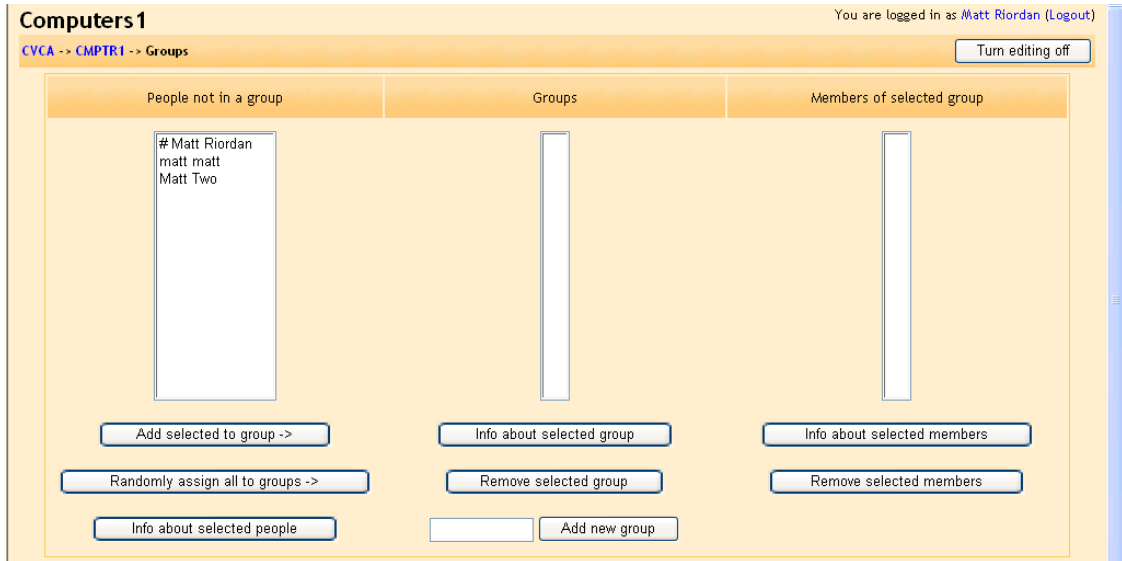 Computers1
You are logged in as Matt Riordan (Logout)
CVCA -> CMPTR1 -> Groups
Turn editing off
People not in a group
Groups
Members of selected group
# Matt Riordan
matt matt
Matt Two
Add selected to group ->
Info about selected group
Info about selected members
Randomly assign all to groups ->
Remove selected group
Remove selected members
Info about selected people
Add new group